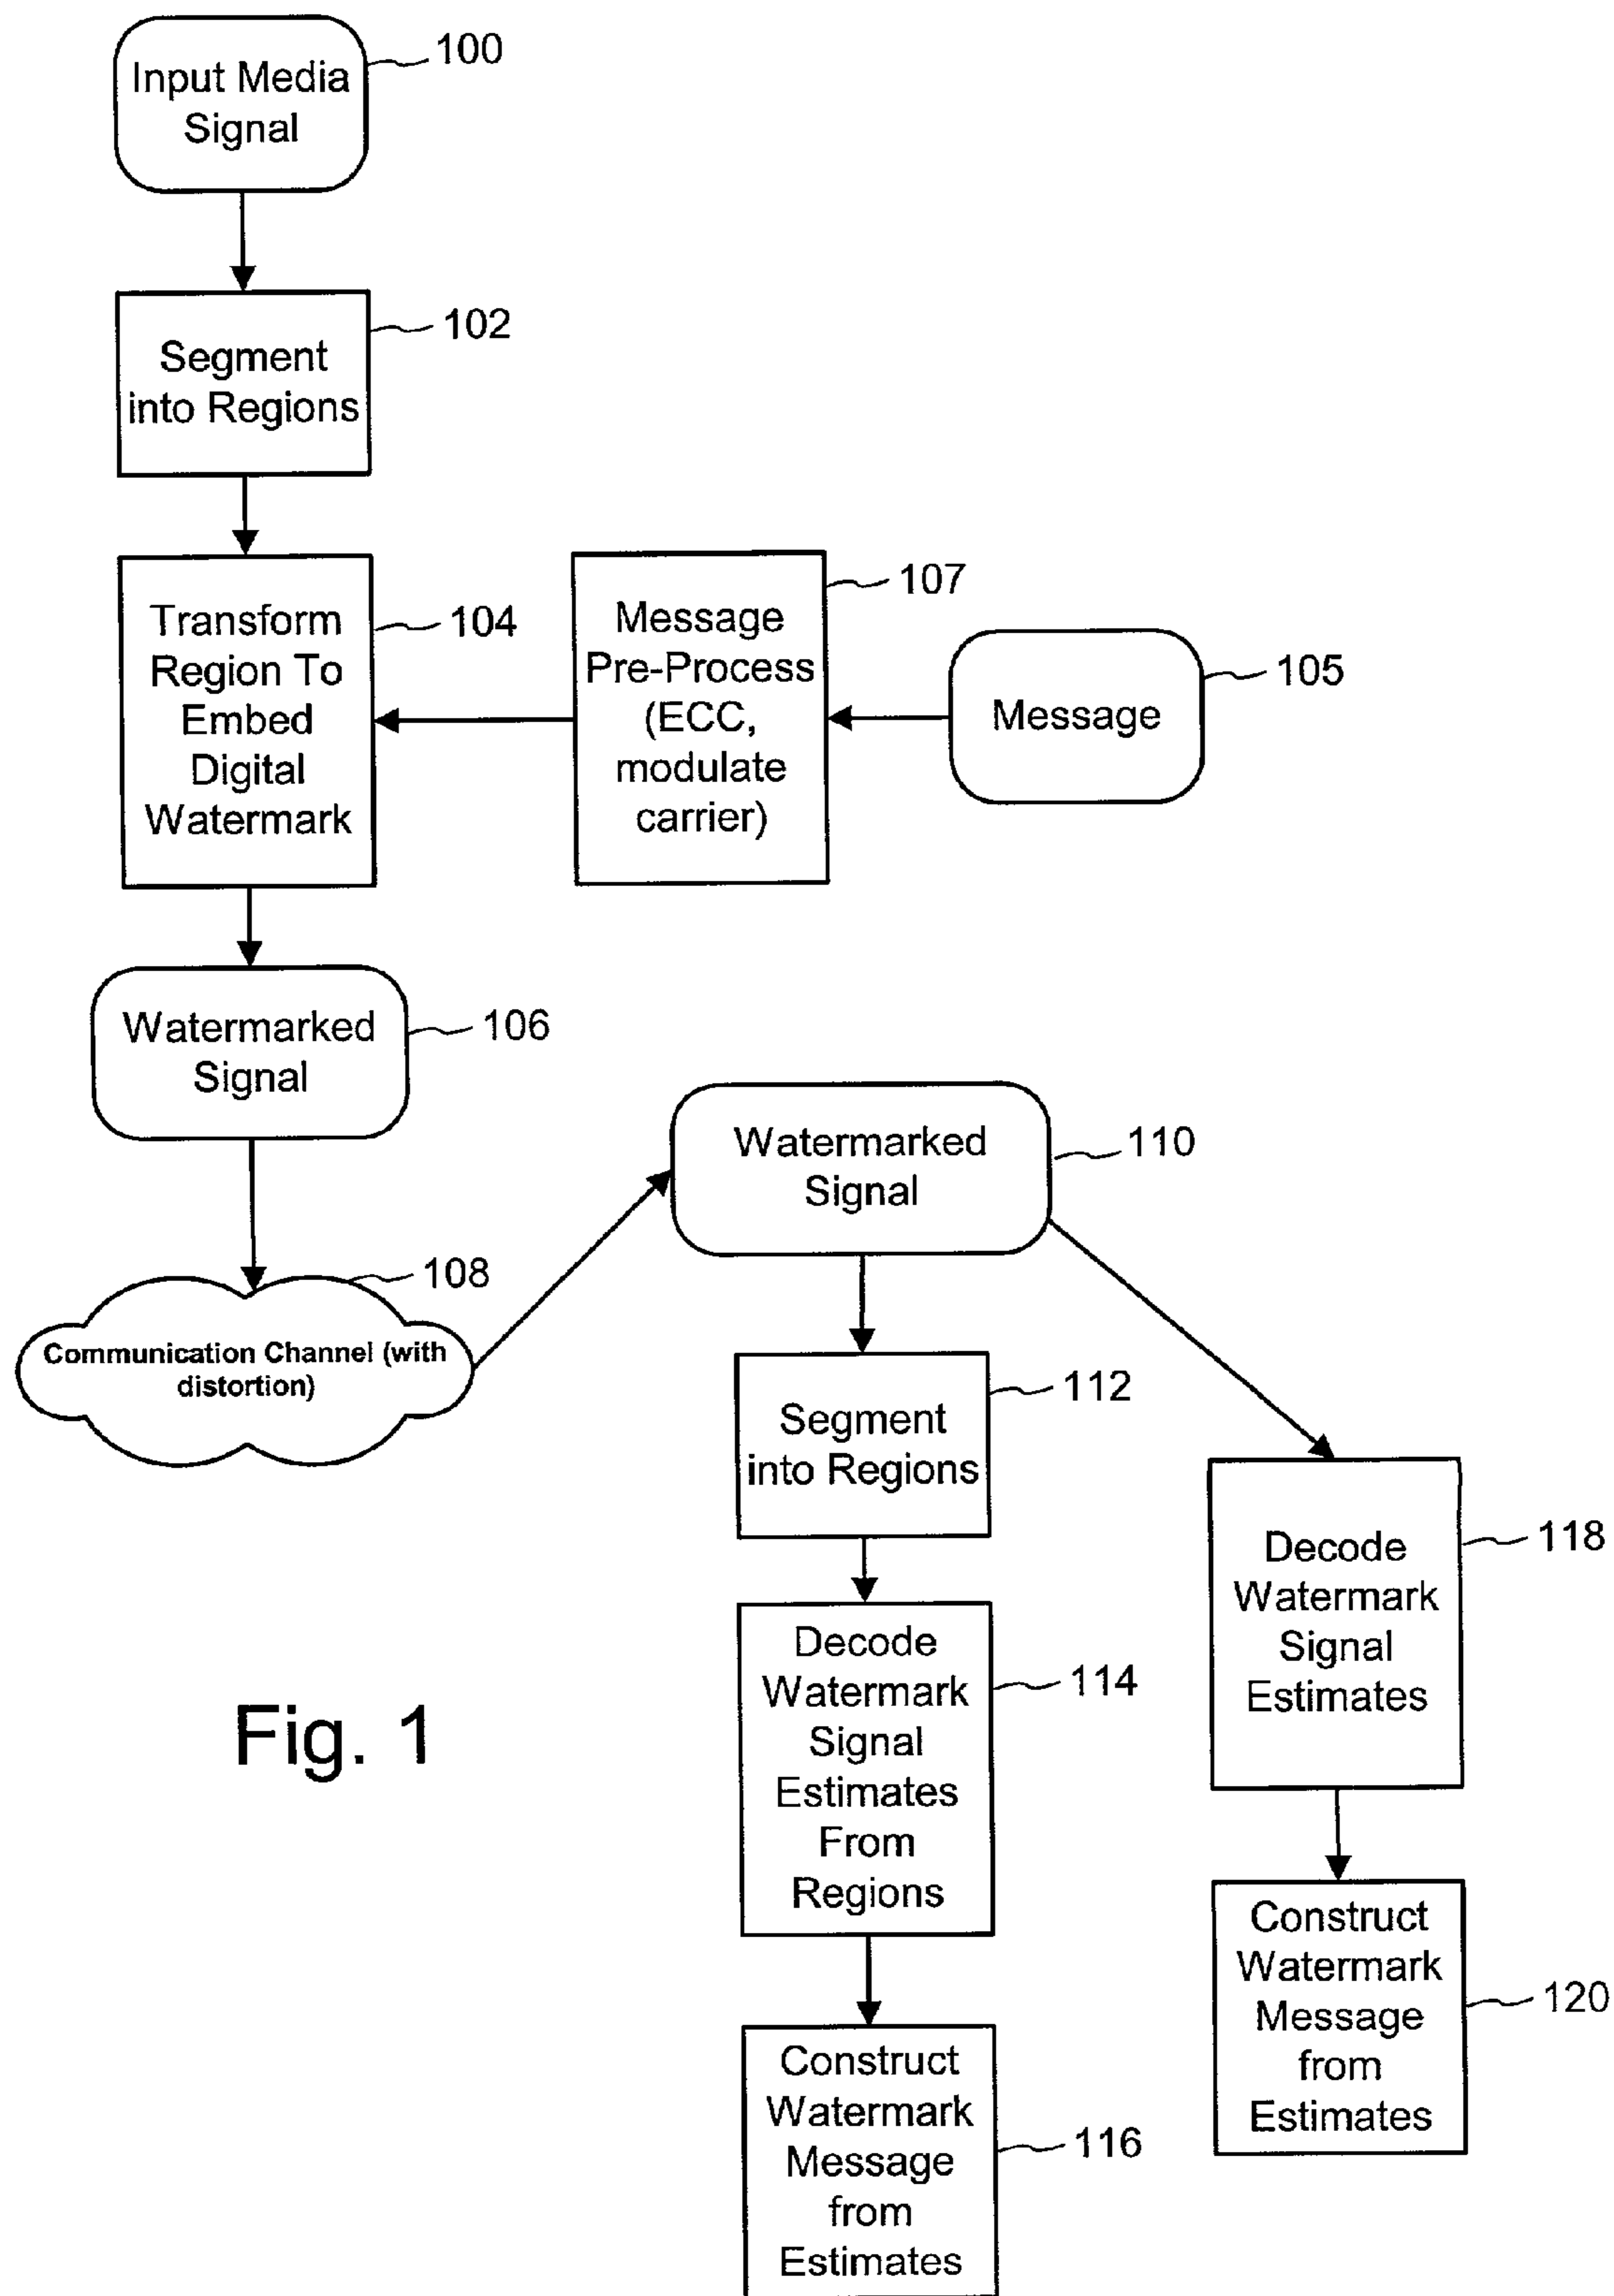 Input Media
Signal
100
Segment
into Regions
102
Transform
Region To
Embed
Digital
Watermark
104
Message
Pre-Process
(ECC,
modulate
carrier)
107
Message
105
Watermarked
Signal
106
Communication Channel (with
distortion)
108
Watermarked
Signal
110
Segment
into Regions
112
Decode
Watermark
Signal
Estimates
From
Regions
114
Construct
Watermark
Message
from
Estimates
116
Decode
Watermark
Signal
Estimates
118
Construct
Watermark
Message
from
Estimates
120
Fig. 1